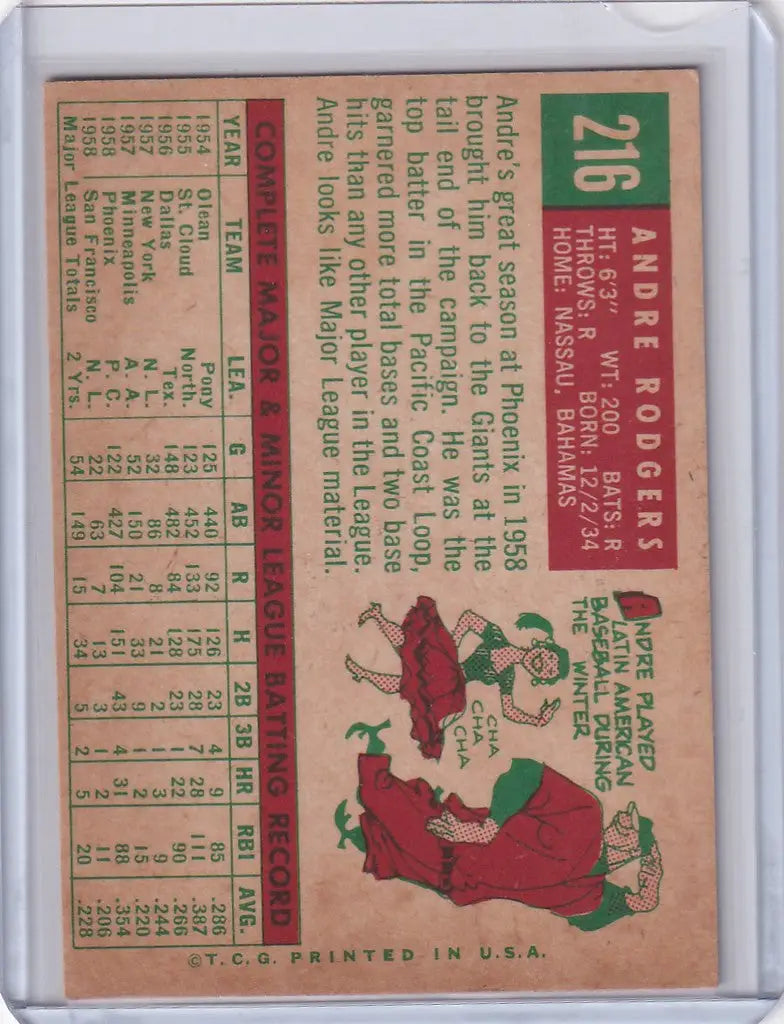 216
ANDRE RODGERS
HT: 6'3" WT: 200 BATS: R
THROWS: R BORN: 12/2/34
HOME: NASSAU, BAHAMAS
Andre's great season at Phoenix in 1958
brought him back to the Giants at the
tail end of the campaign. He was the
top batter in the Pacific Coast Loop,
garnered more total bases and two base
hits than any other player in the League.
Andre looks like Major League material.
ANDRE PLAYED
LATIN AMERICAN
BASEBALL DURING
THE WINTER
CHA
CHA
CHA
COMPLETE MAJOR & MINOR LEAGUE BATTING RECORD
YEAR TEAM LEA. G AB R H 2B 3B HR RBI AVG.
1954 Olean Pony 125 440 92 126 23 4 9 85 .286
1955 St. Cloud North. 123 452 133 175 28 7 28 111 .387
1956 Dallas Tex. 148 482 84 128 23 1 22 90 .266
1957 New York N. L. 32 86 8 21 2 1 3 9 .244
1957 Minneapolis A. A. 52 150 21 33 9 1 2 15 .220
1958 Phoenix P. C. 122 427 104 151 43 4 31 88 .354
1958 San Francisco N. L. 22 63 7 13 3 1 2 11 .206
Major League Totals 2 Yrs. 54 149 15 34 5 2 5 20 .228
©T.C.G. PRINTED IN U.S.A.